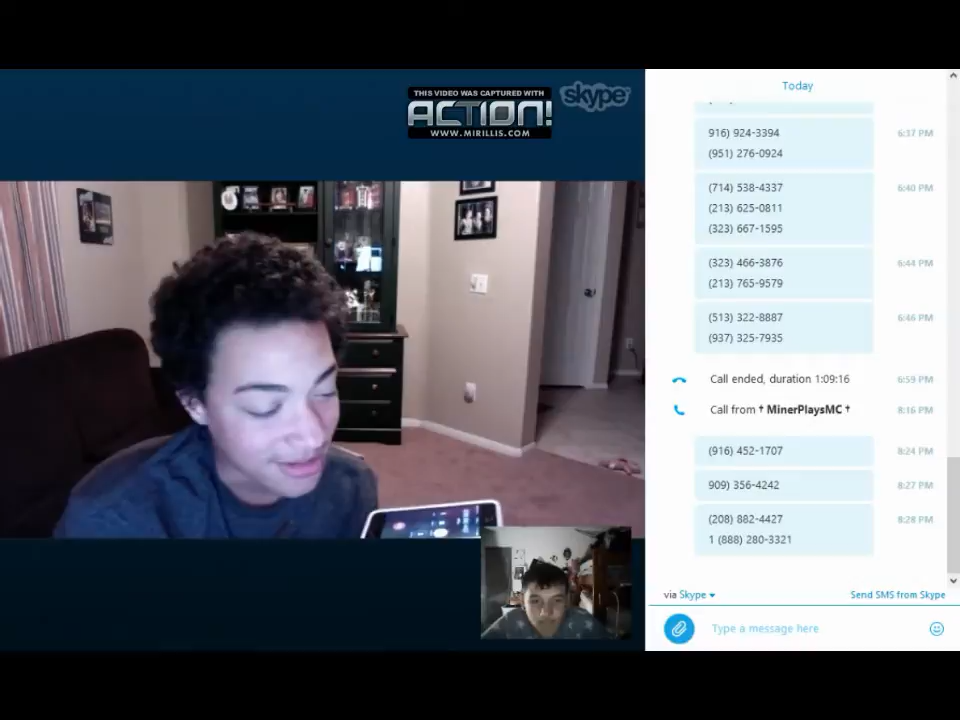 THIS VIDEO WAS CAPTURED WITH
ACTION!
WWW.MIRILLIS.COM
skype
Today
916) 924-3394
6:37 PM
(951) 276-0924
(714) 538-4337
6:40 PM
(213) 625-0811
(323) 667-1595
(323) 466-3876
6:44 PM
(213) 765-9579
(513) 322-8887
6:46 PM
(937) 325-7935
Call ended, duration 1:09:16
6:59 PM
Call from † MinerPlaysMC †
8:16 PM
(916) 452-1707
8:24 PM
909) 356-4242
8:27 PM
(208) 882-4427
8:28 PM
1 (888) 280-3321
via Skype
Send SMS from Skype
Type a message here